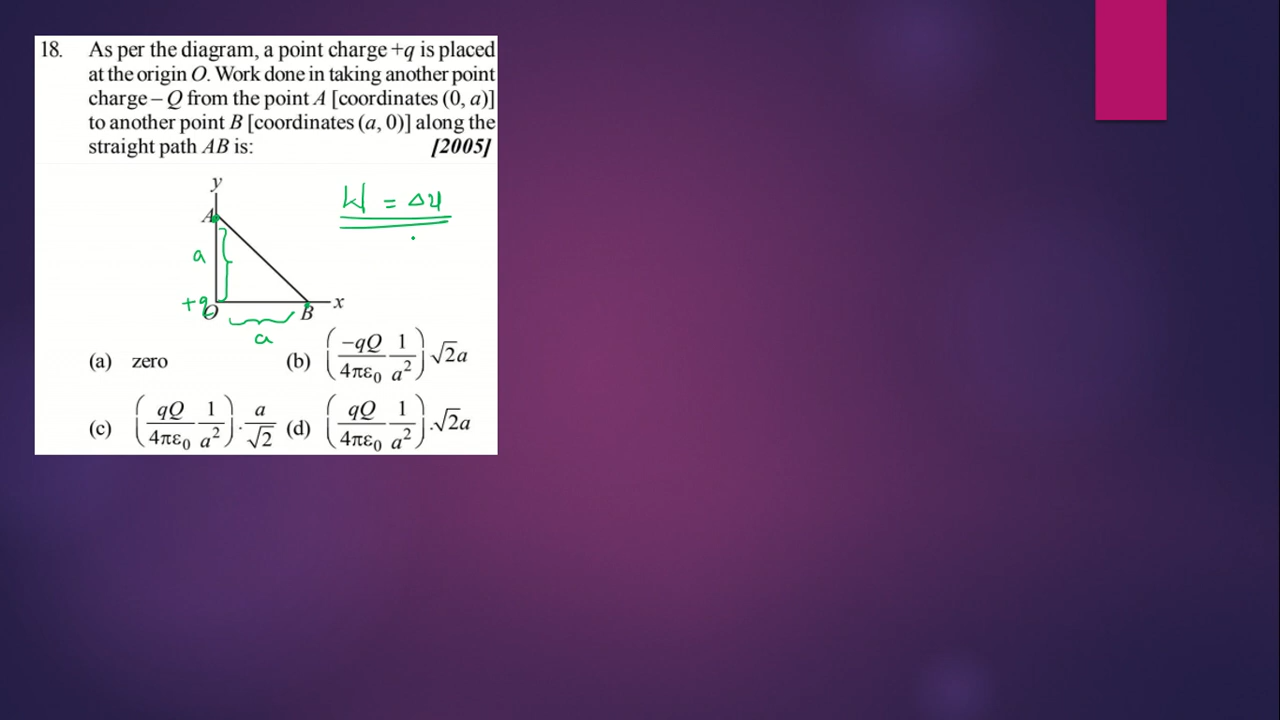 18. As per the diagram, a point charge +q is placed
at the origin O. Work done in taking another point
charge – Q from the point A [coordinates (0, a)]
to another point B [coordinates (a, 0)] along the
straight path AB is: [2005]
y
W = ΔU
A
a
+q
O
B
x
a
(a) zero (b) (−qQ/4πε₀ 1/a²) √2a
(c) (qQ/4πε₀ 1/a²) · a/√2 (d) (qQ/4πε₀ 1/a²) .√2a